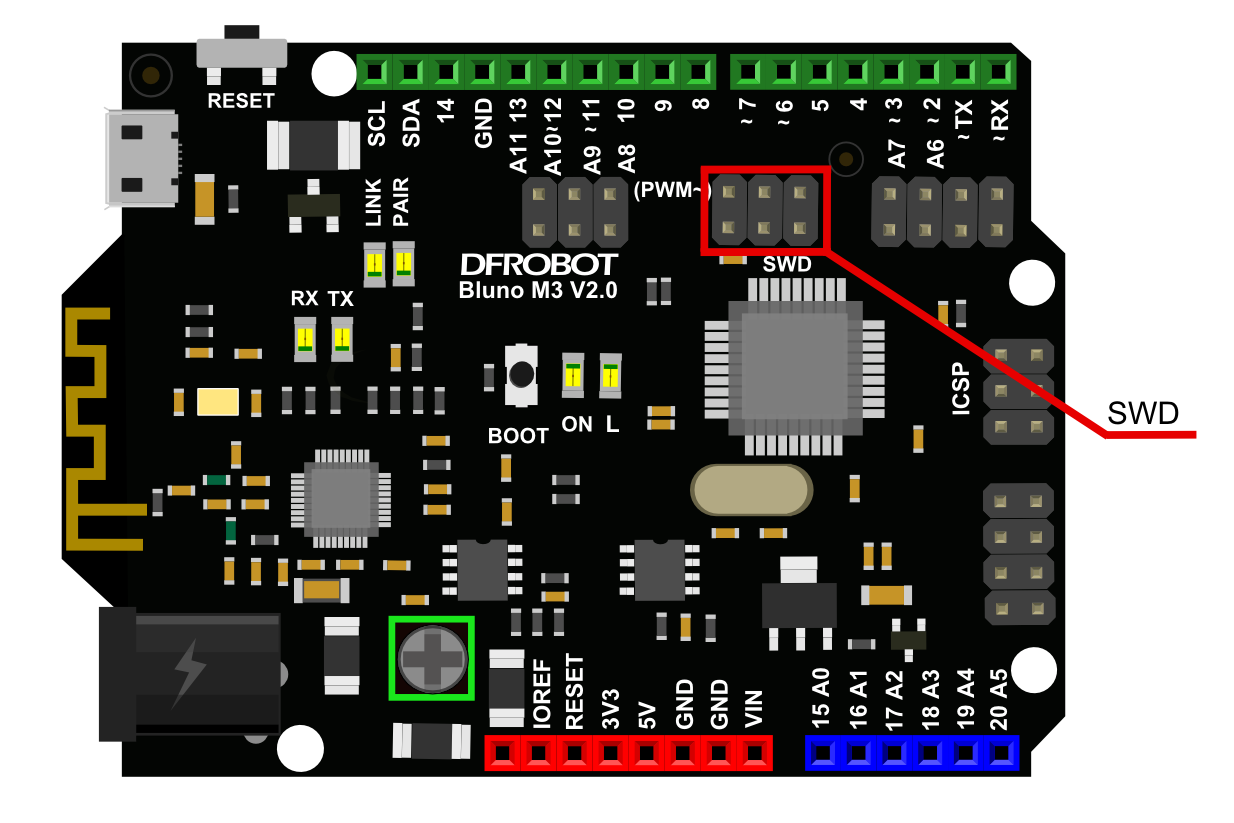 RESET
SCL
SDA
14
GND
A11 13
A10~12
A9 ~11
A8 10
9
8
~7
~6
5
4
A7 ~3
A6 ~2
~TX
~RX
(PWM~)
LINK
PAIR
DFROBOT
Bluno M3 V2.0
SWD
RX TX
ICSP
SWD
ON L
BOOT
IOREF
RESET
3V3
5V
GND
GND
VIN
15 A0
16 A1
17 A2
18 A3
19 A4
20 A5